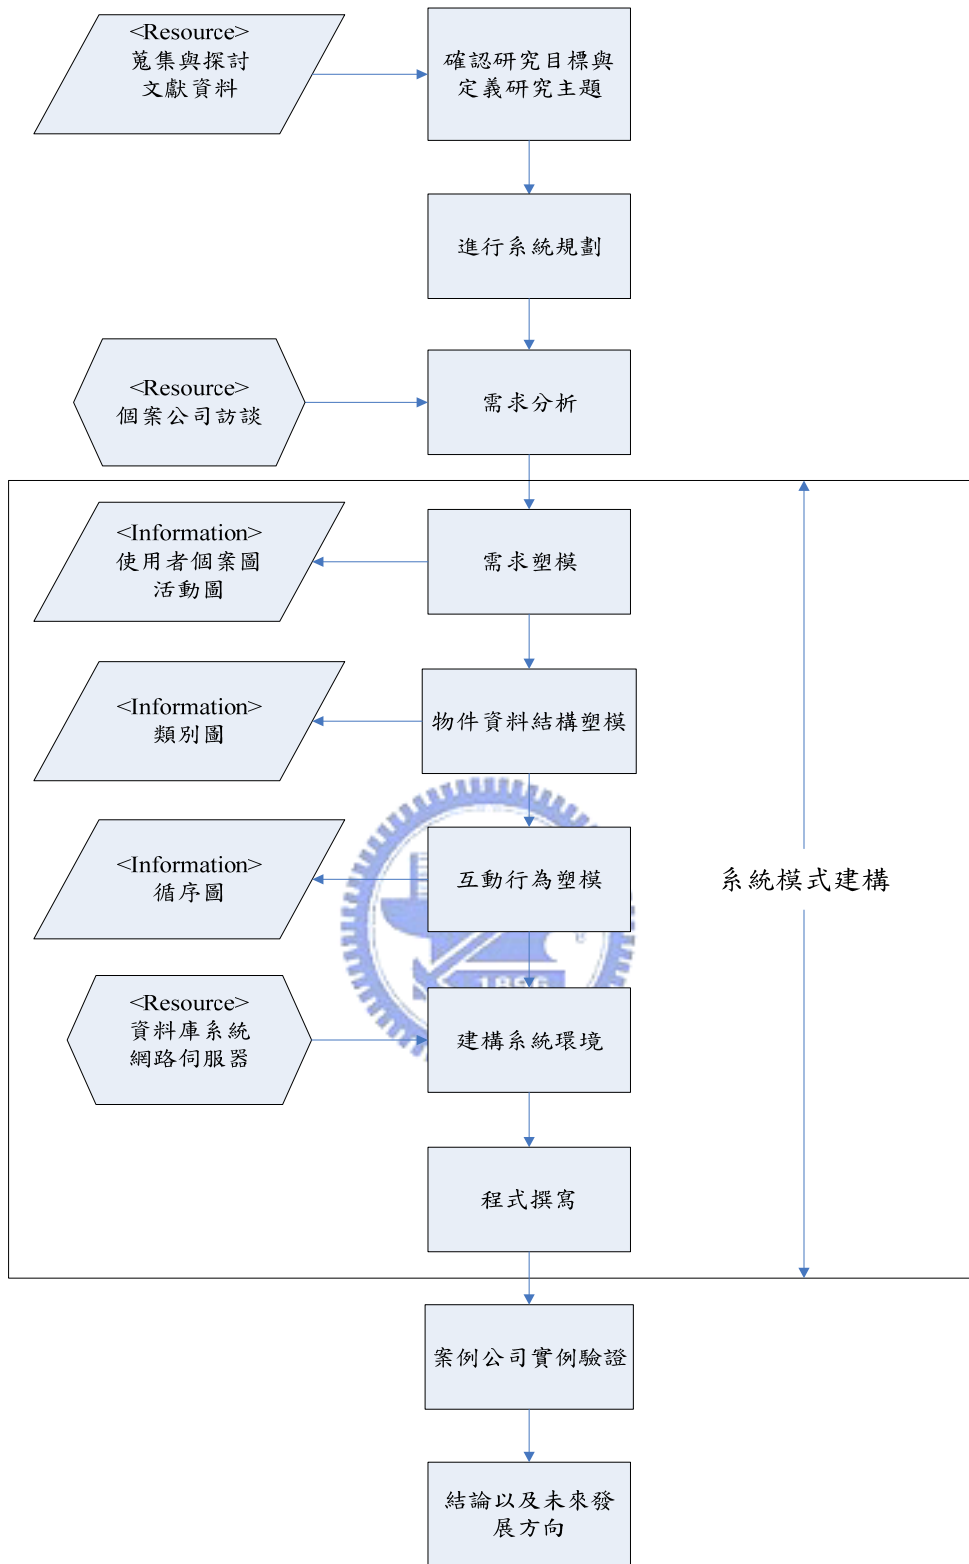 <Resource>
蒐集與探討
文獻資料
確認研究目標與
定義研究主題
進行系統規劃
<Resource>
個案公司訪談
需求分析
<Information>
使用者個案圖
活動圖
需求塑模
<Information>
類別圖
物件資料結構塑模
<Information>
循序圖
互動行為塑模
系統模式建構
1896
<Resource>
資料庫系統
網路伺服器
建構系統環境
程式撰寫
案例公司實例驗證
結論以及未來發
展方向